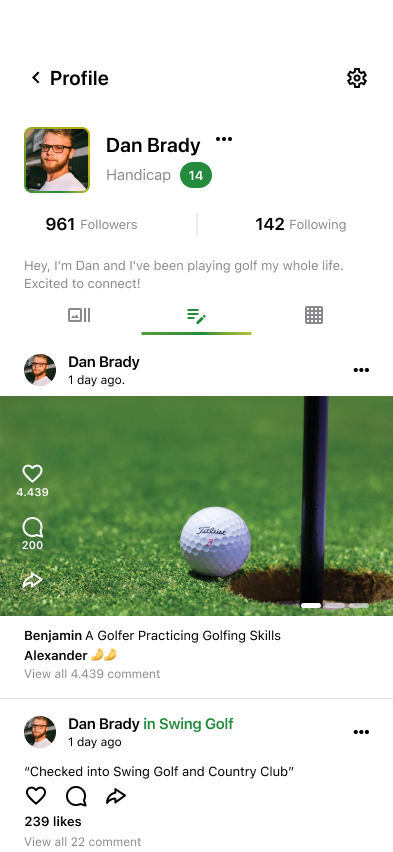 Profile
Dan Brady
Handicap 14
961 Followers 142 Following
Hey, I'm Dan and I've been playing golf my whole life.
Excited to connect!
Dan Brady
1 day ago.
4.439
Titleist
3
200
Benjamin A Golfer Practicing Golfing Skills
Alexander
View all 4.439 comment
Dan Brady in Swing Golf
1 day ago
“Checked into Swing Golf and Country Club”
239 likes
View all 22 comment